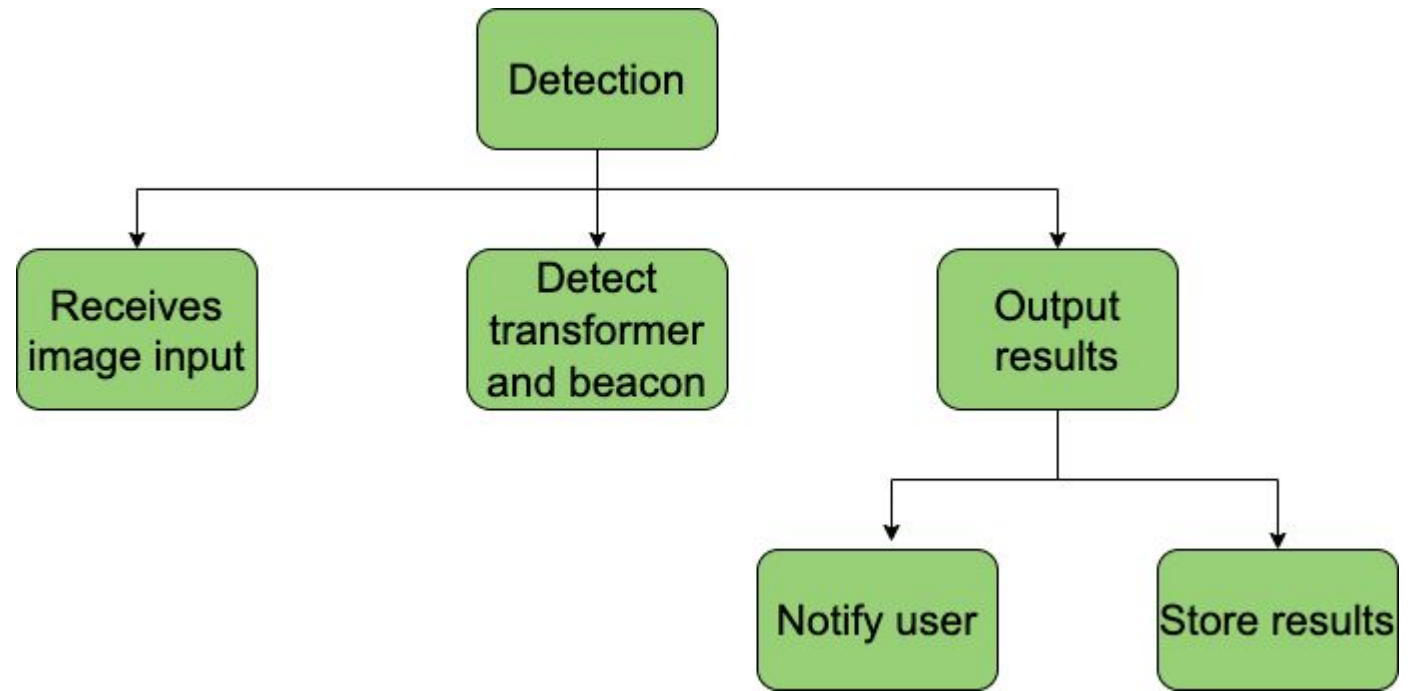 Detection
Receives
image input
Detect
transformer
and beacon
Output
results
Notify user
Store results